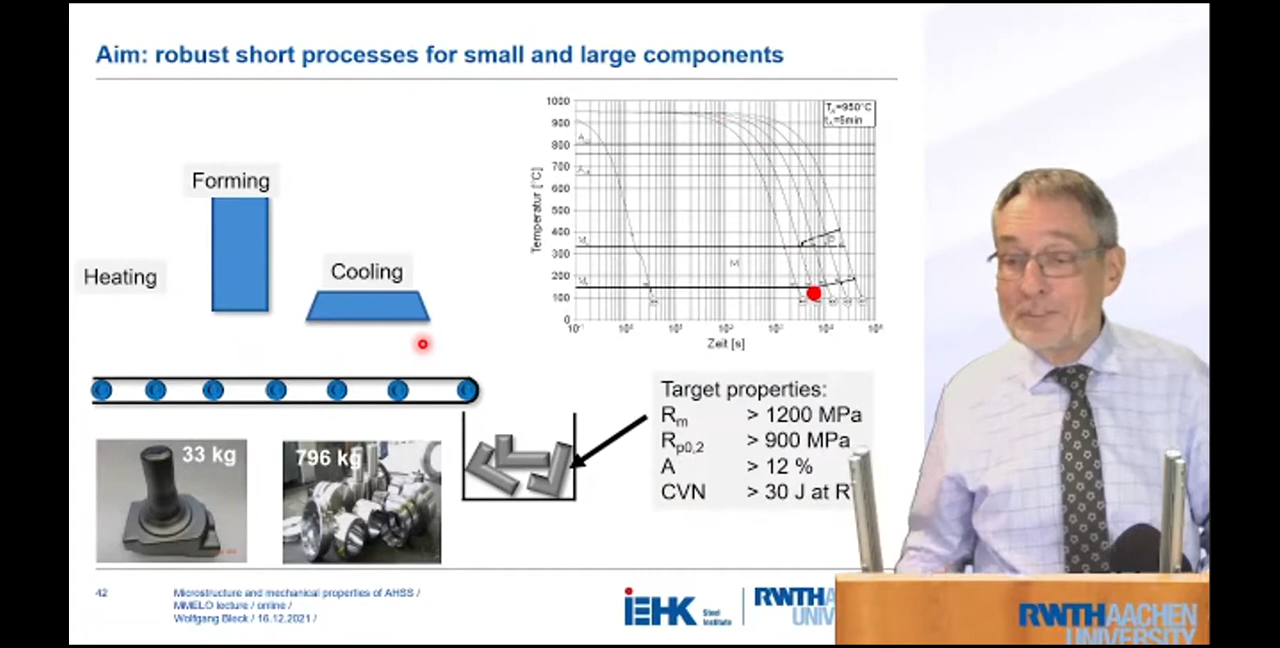 Aim: robust short processes for small and large components
Forming
Heating
Cooling
33 kg
796 kg
Temperatur [°C]
1000
900
800
700
600
500
400
300
200
100
0
Zeit [s]
M
B
Target properties:
Rm > 1200 MPa
Rp0,2 > 900 MPa
A > 12 %
CVN > 30 J at R
42
Microstructure and mechanical properties of AHSS /
MMELO lecture / online /
Wolfgang Bleck / 16.12.2021 /
IEHK Steel
Institute
RWTHA
UNIV
RWTHAACHEN
UNIVERSITY